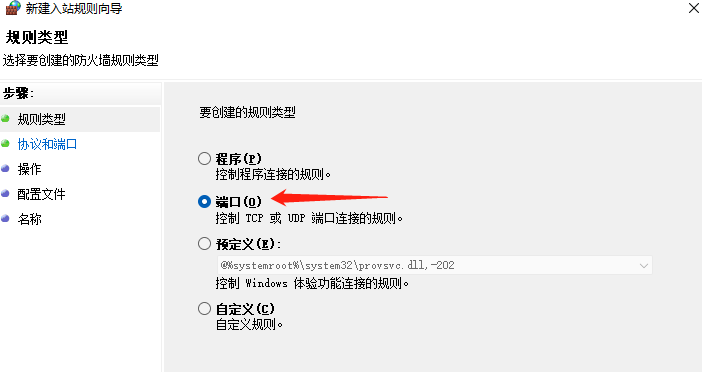 新建入站规则向导
规则类型
选择要创建的防火墙规则类型
步骤:
规则类型
协议和端口
操作
配置文件
名称
要创建的规则类型
程序(P)
控制程序连接的规则。
端口(O)
控制 TCP 或 UDP 端口连接的规则。
预定义(E):
@%systemroot%\system32\provsvc.dll,-202
控制 Windows 体验功能连接的规则。
自定义(C)
自定义规则。